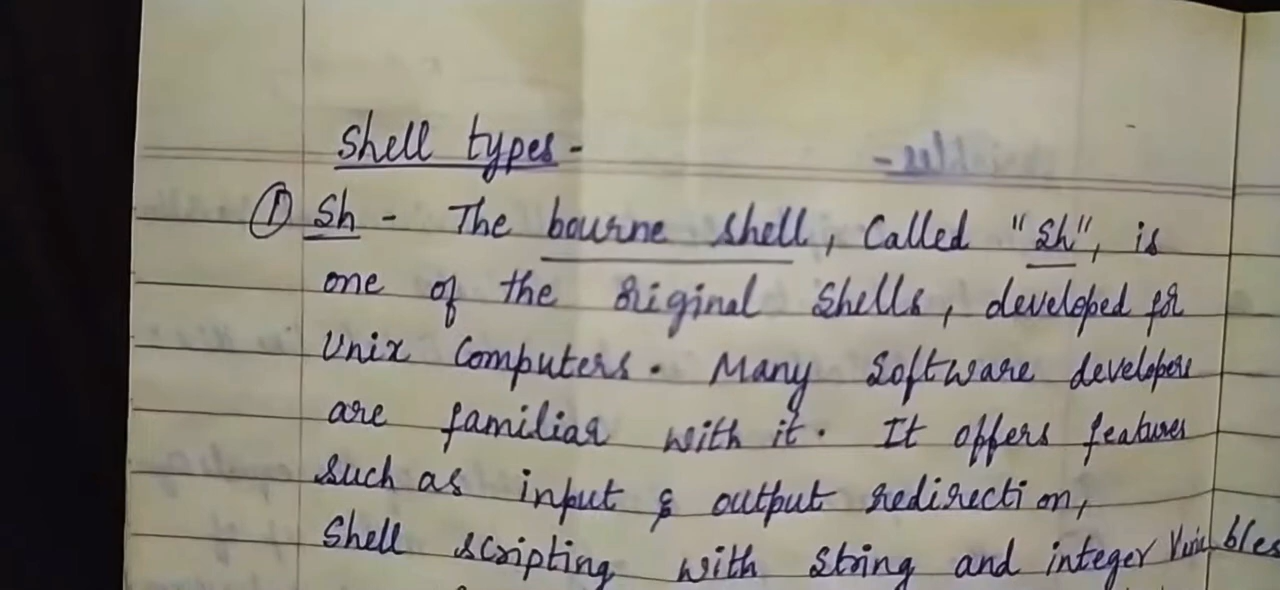 Shell types -
① Sh - The bourne shell, Called "Sh", is
one of the original shells, developed for
Unix Computers. Many Software developers
are familiar with it. It offers features
such as input & output redirection,
Shell scripting with string and integer Variables